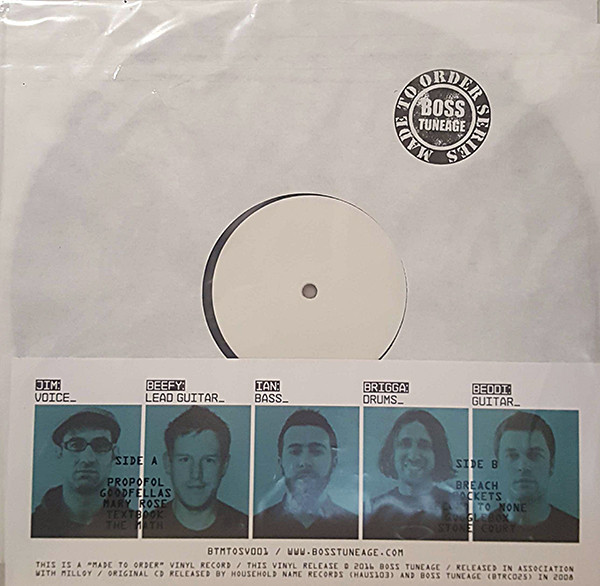 MADE TO ORDER SERIES
BOSS
TUNEAGE
JIM:
VOICE_
BEEFY:
LEAD GUITAR_
IAN:
BASS_
BRIGGA:
DRUMS_
BEDDI:
GUITAR_
SIDE A
PROPOFOL
GOODFELLAS
MARY ROSE
TEXTBOOK
THE MATH
SIDE B
BREACH
TO NONE
STONE COURT
BTMTOSV001 / WWW.BOSSTUNEAGE.COM
THIS IS A "MADE TO ORDER" VINYL RECORD / THIS VINYL RELEASE @ 2016 BOSS TUNEAGE / RELEASED IN ASSOCIATION
WITH MILLOY / ORIGINAL CD RELEASED BY HOUSEHOLD NAME RECORDS (HAUS103) AND BOSS TUNEAGE (BTRC025) IN 2008